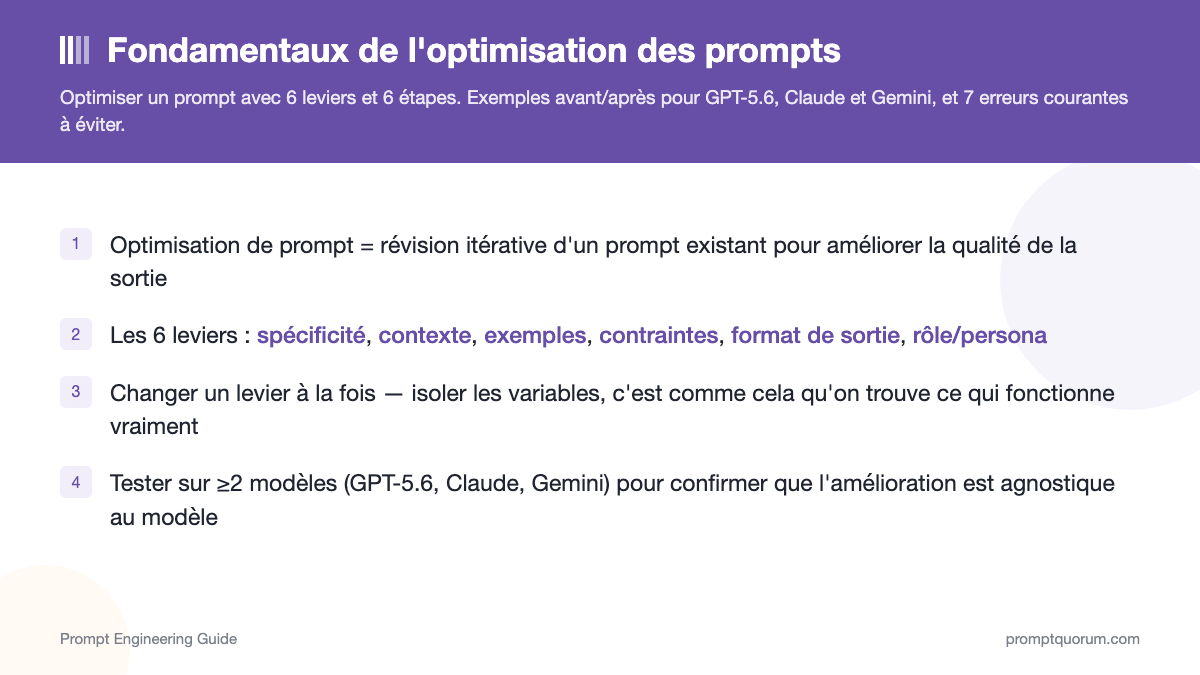 Fondamentaux de l'optimisation des prompts
Optimiser un prompt avec 6 leviers et 6 étapes. Exemples avant/après pour GPT-5.6, Claude et Gemini, et 7 erreurs courantes
à éviter.
1 Optimisation de prompt = révision itérative d'un prompt existant pour améliorer la qualité de la
sortie
2 Les 6 leviers : spécificité, contexte, exemples, contraintes, format de sortie, rôle/persona
3 Changer un levier à la fois — isoler les variables, c'est comme cela qu'on trouve ce qui fonctionne
vraiment
4 Tester sur ≥2 modèles (GPT-5.6, Claude, Gemini) pour confirmer que l'amélioration est agnostique
au modèle
Prompt Engineering Guide
promptquorum.com